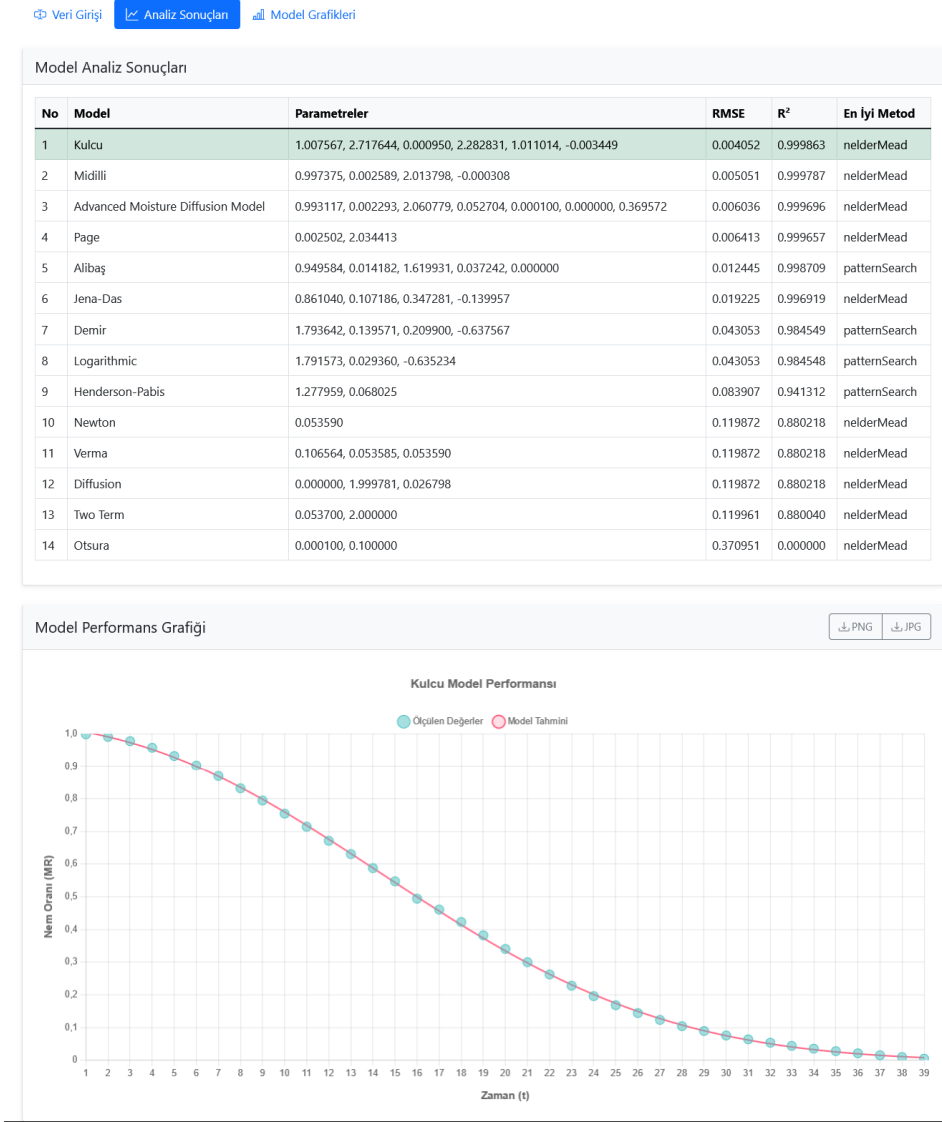 Veri Girişi Analiz Sonuçları Model Grafikleri
Model Analiz Sonuçları
No Model Parametreler RMSE R² En İyi Metod
1 Kulcu 1.007567, 2.717644, 0.000950, 2.282831, 1.011014, -0.003449 0.004052 0.999863 nelderMead
2 Midilli 0.997375, 0.002589, 2.013798, -0.000308 0.005051 0.999787 nelderMead
3 Advanced Moisture Diffusion Model 0.993117, 0.002293, 2.060779, 0.052704, 0.000100, 0.000000, 0.369572 0.006036 0.999696 nelderMead
4 Page 0.002502, 2.034413 0.006413 0.999657 nelderMead
5 Alibaş 0.949584, 0.014182, 1.619931, 0.037242, 0.000000 0.012445 0.998709 patternSearch
6 Jena-Das 0.861040, 0.107186, 0.347281, -0.139957 0.019225 0.996919 nelderMead
7 Demir 1.793642, 0.139571, 0.209900, -0.637567 0.043053 0.984549 patternSearch
8 Logarithmic 1.791573, 0.029360, -0.635234 0.043053 0.984548 patternSearch
9 Henderson-Pabis 1.277959, 0.068025 0.083907 0.941312 patternSearch
10 Newton 0.053590 0.119872 0.880218 nelderMead
11 Verma 0.106564, 0.053585, 0.053590 0.119872 0.880218 nelderMead
12 Diffusion 0.000000, 1.999781, 0.026798 0.119872 0.880218 nelderMead
13 Two Term 0.053700, 2.000000 0.119961 0.880040 nelderMead
14 Otsura 0.000100, 0.100000 0.370951 0.000000 nelderMead
Model Performans Grafiği PNG JPG
Kulcu Model Performansı
Ölçülen Değerler Model Tahmini
Nem Oranı (MR)
1,0
0,9
0,8
0,7
0,6
0,5
0,4
0,3
0,2
0,1
0
1 2 3 4 5 6 7 8 9 10 11 12 13 14 15 16 17 18 19 20 21 22 23 24 25 26 27 28 29 30 31 32 33 34 35 36 37 38 39
Zaman (t)